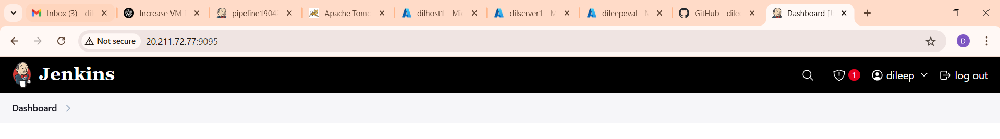 Inbox (3) - dil
Increase VM
pipeline1904
Apache Tomc
dilhost1 - Mic
dilserver1 - M
dileepeval - M
GitHub - dilee
Dashboard [J
Not secure
20.211.72.77:9095
D
Jenkins
1
dileep
log out
Dashboard